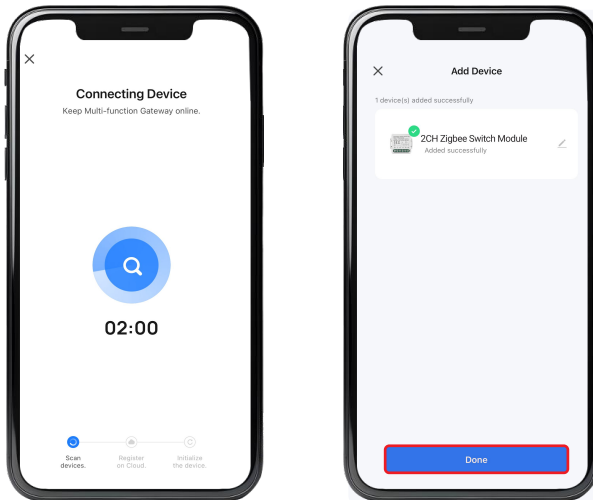 Connecting Device
Keep Multi-function Gateway online.
02:00
Scan
devices.
Register
on Cloud.
Initialize
the device.
Add Device
1 device(s) added successfully
2CH Zigbee Switch Module
Added successfully
Done